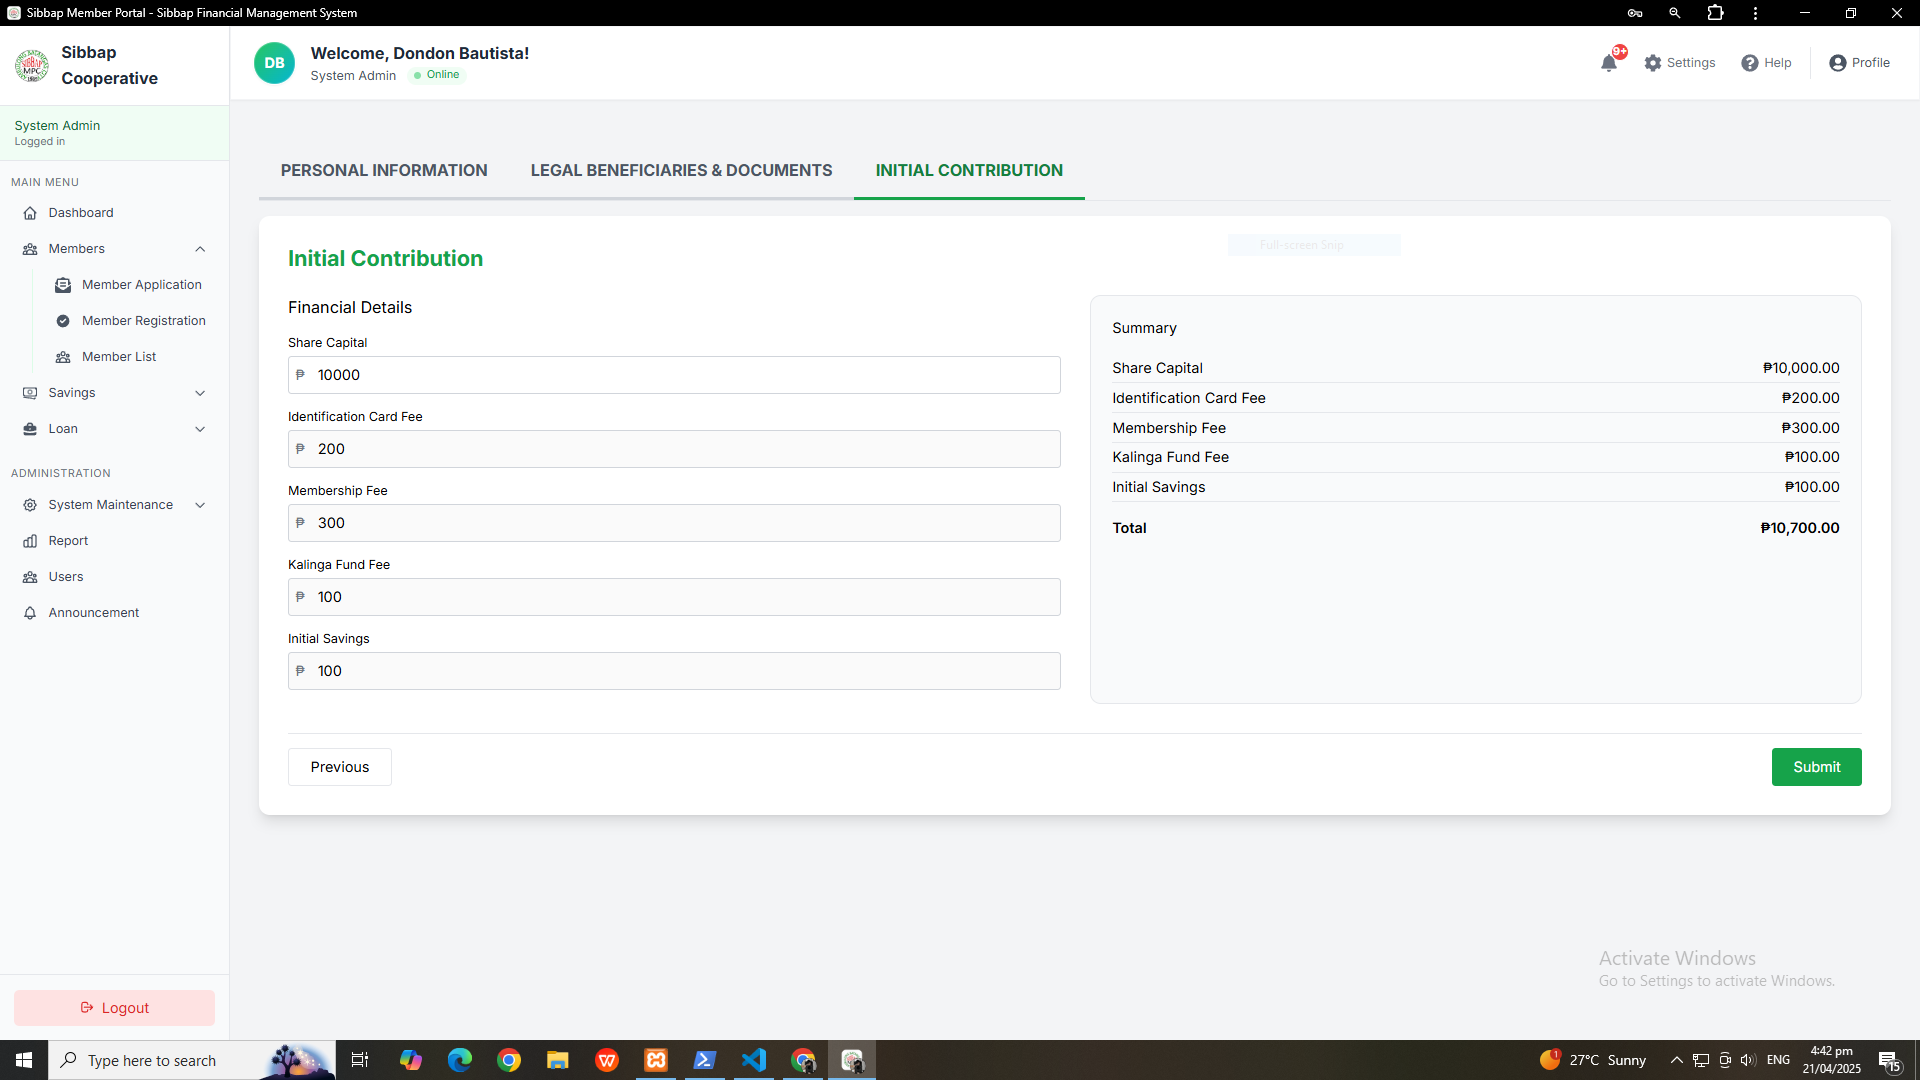 Sibbap Member Portal - Sibbap Financial Management System
Sibbap
Cooperative
DB
Welcome, Dondon Bautista!
System Admin
Online
9+
Settings
Help
Profile
System Admin
Logged in
MAIN MENU
Dashboard
Members
Member Application
Member Registration
Member List
Savings
Loan
ADMINISTRATION
System Maintenance
Report
Users
Announcement
Logout
PERSONAL INFORMATION
LEGAL BENEFICIARIES & DOCUMENTS
INITIAL CONTRIBUTION
Initial Contribution
Full-screen Snip
Financial Details
Share Capital
₱ 10000
Identification Card Fee
₱ 200
Membership Fee
₱ 300
Kalinga Fund Fee
₱ 100
Initial Savings
₱ 100
Summary
Share Capital ₱10,000.00
Identification Card Fee ₱200.00
Membership Fee ₱300.00
Kalinga Fund Fee ₱100.00
Initial Savings ₱100.00
Total ₱10,700.00
Previous
Submit
Activate Windows
Go to Settings to activate Windows.
Type here to search
1
27°C Sunny
ENG
4:42 pm
21/04/2025
15